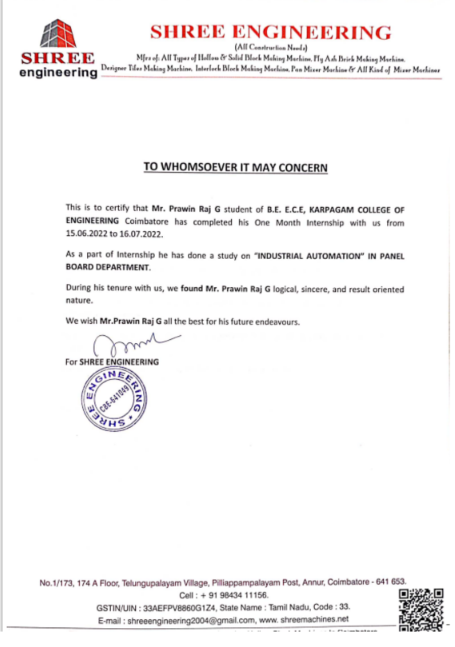 SHREE
engineering
SHREE ENGINEERING
(All Construction Needs)
Mfrs of: All Types of Hollow & Solid Block Making Machine, Fly Ash Brick Making Machine,
Designer Tiles Making Machine, Interlock Block Making Machine, Pan Mixer Machine & All Kind of Mixer Machines
TO WHOMSOEVER IT MAY CONCERN
This is to certify that Mr. Prawin Raj G student of B.E. E.C.E, KARPAGAM COLLEGE OF
ENGINEERING Coimbatore has completed his One Month Internship with us from
15.06.2022 to 16.07.2022.
As a part of Internship he has done a study on "INDUSTRIAL AUTOMATION" IN PANEL
BOARD DEPARTMENT.
During his tenure with us, we found Mr. Prawin Raj G logical, sincere, and result oriented
nature.
We wish Mr.Prawin Raj G all the best for his future endeavours.
For SHREE ENGINEERING
SHREE ENGINEERING
CBE-641049
No.1/173, 174 A Floor, Telungupalayam Village, Pilliappampalayam Post, Annur, Coimbatore - 641 653.
Cell : + 91 98434 11156.
GSTIN/UIN : 33AEFPV8860G1Z4, State Name : Tamil Nadu, Code : 33.
E-mail : shreeengineering2004@gmail.com, www. shreemachines.net